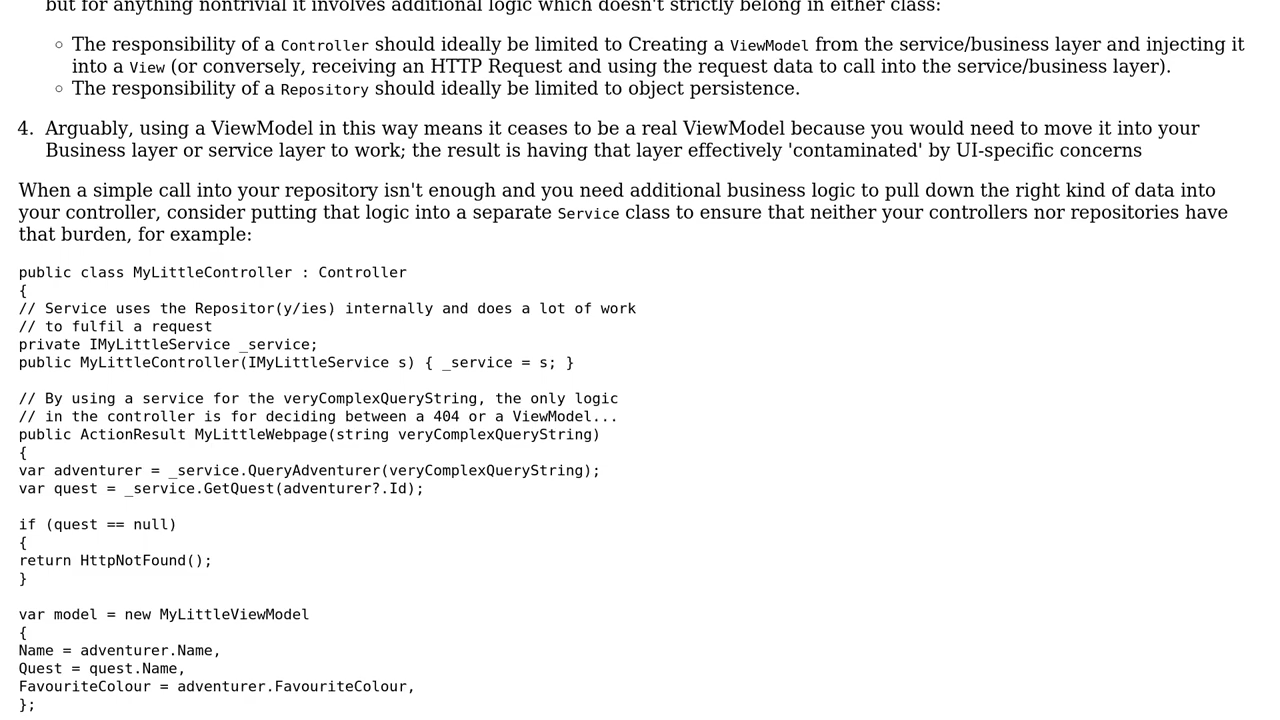 but for anything nontrivial it involves additional logic which doesn't strictly belong in either class:
◦ The responsibility of a Controller should ideally be limited to Creating a ViewModel from the service/business layer and injecting it
into a View (or conversely, receiving an HTTP Request and using the request data to call into the service/business layer).
◦ The responsibility of a Repository should ideally be limited to object persistence.
4. Arguably, using a ViewModel in this way means it ceases to be a real ViewModel because you would need to move it into your
Business layer or service layer to work; the result is having that layer effectively 'contaminated' by UI-specific concerns
When a simple call into your repository isn't enough and you need additional business logic to pull down the right kind of data into
your controller, consider putting that logic into a separate Service class to ensure that neither your controllers nor repositories have
that burden, for example:
public class MyLittleController : Controller
{
// Service uses the Repositor(y/ies) internally and does a lot of work
// to fulfil a request
private IMyLittleService _service;
public MyLittleController(IMyLittleService s) { _service = s; }
// By using a service for the veryComplexQueryString, the only logic
// in the controller is for deciding between a 404 or a ViewModel...
public ActionResult MyLittleWebpage(string veryComplexQueryString)
{
var adventurer = _service.QueryAdventurer(veryComplexQueryString);
var quest = _service.GetQuest(adventurer?.Id);
if (quest == null)
{
return HttpNotFound();
}
var model = new MyLittleViewModel
{
Name = adventurer.Name,
Quest = quest.Name,
FavouriteColour = adventurer.FavouriteColour,
};